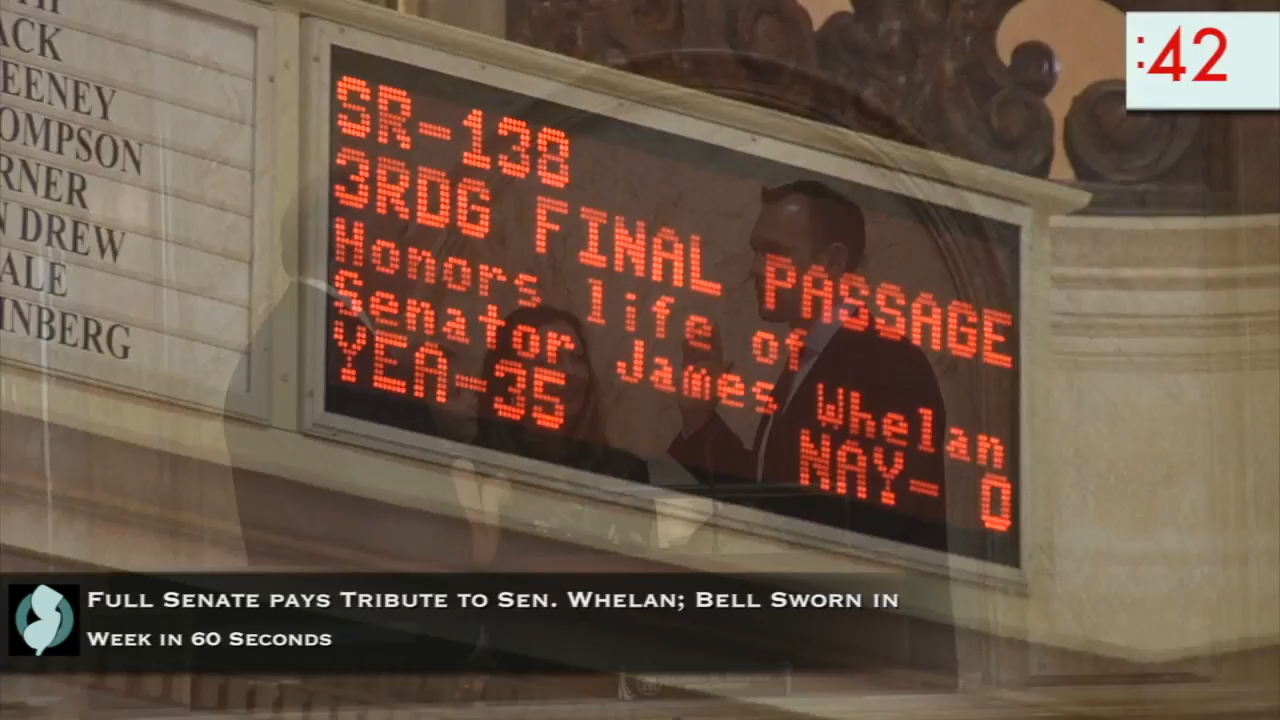 ACK
EENEY
OMPSON
RNER
N DREW
ALE
INBERG
SR-138
3RDG FINAL PASSAGE
Honors life of
Senator James Whelan
YEA-35 NAY- 0
:42
FULL SENATE PAYS TRIBUTE TO SEN. WHELAN; BELL SWORN IN
WEEK IN 60 SECONDS